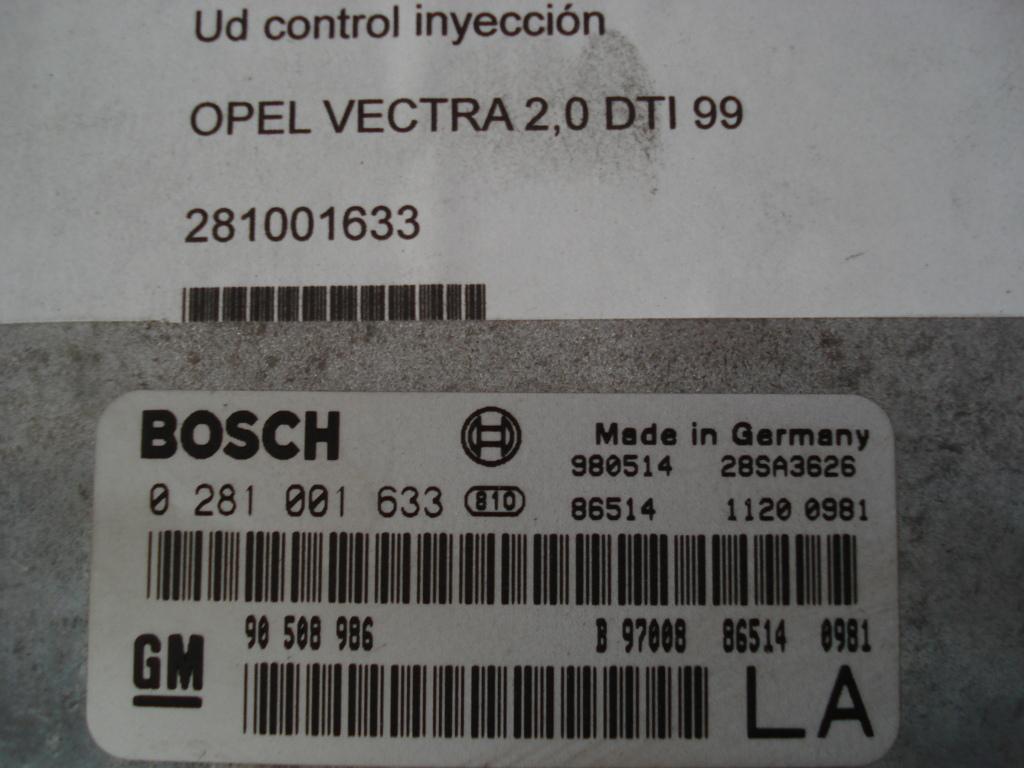 Ud control inyección
OPEL VECTRA 2,0 DTI 99
281001633
BOSCH
Made in Germany
980514 28SA3626
0 281 001 633 810
86514 1120 0981
90 508 986 B 97008 86514 0981
GM
LA